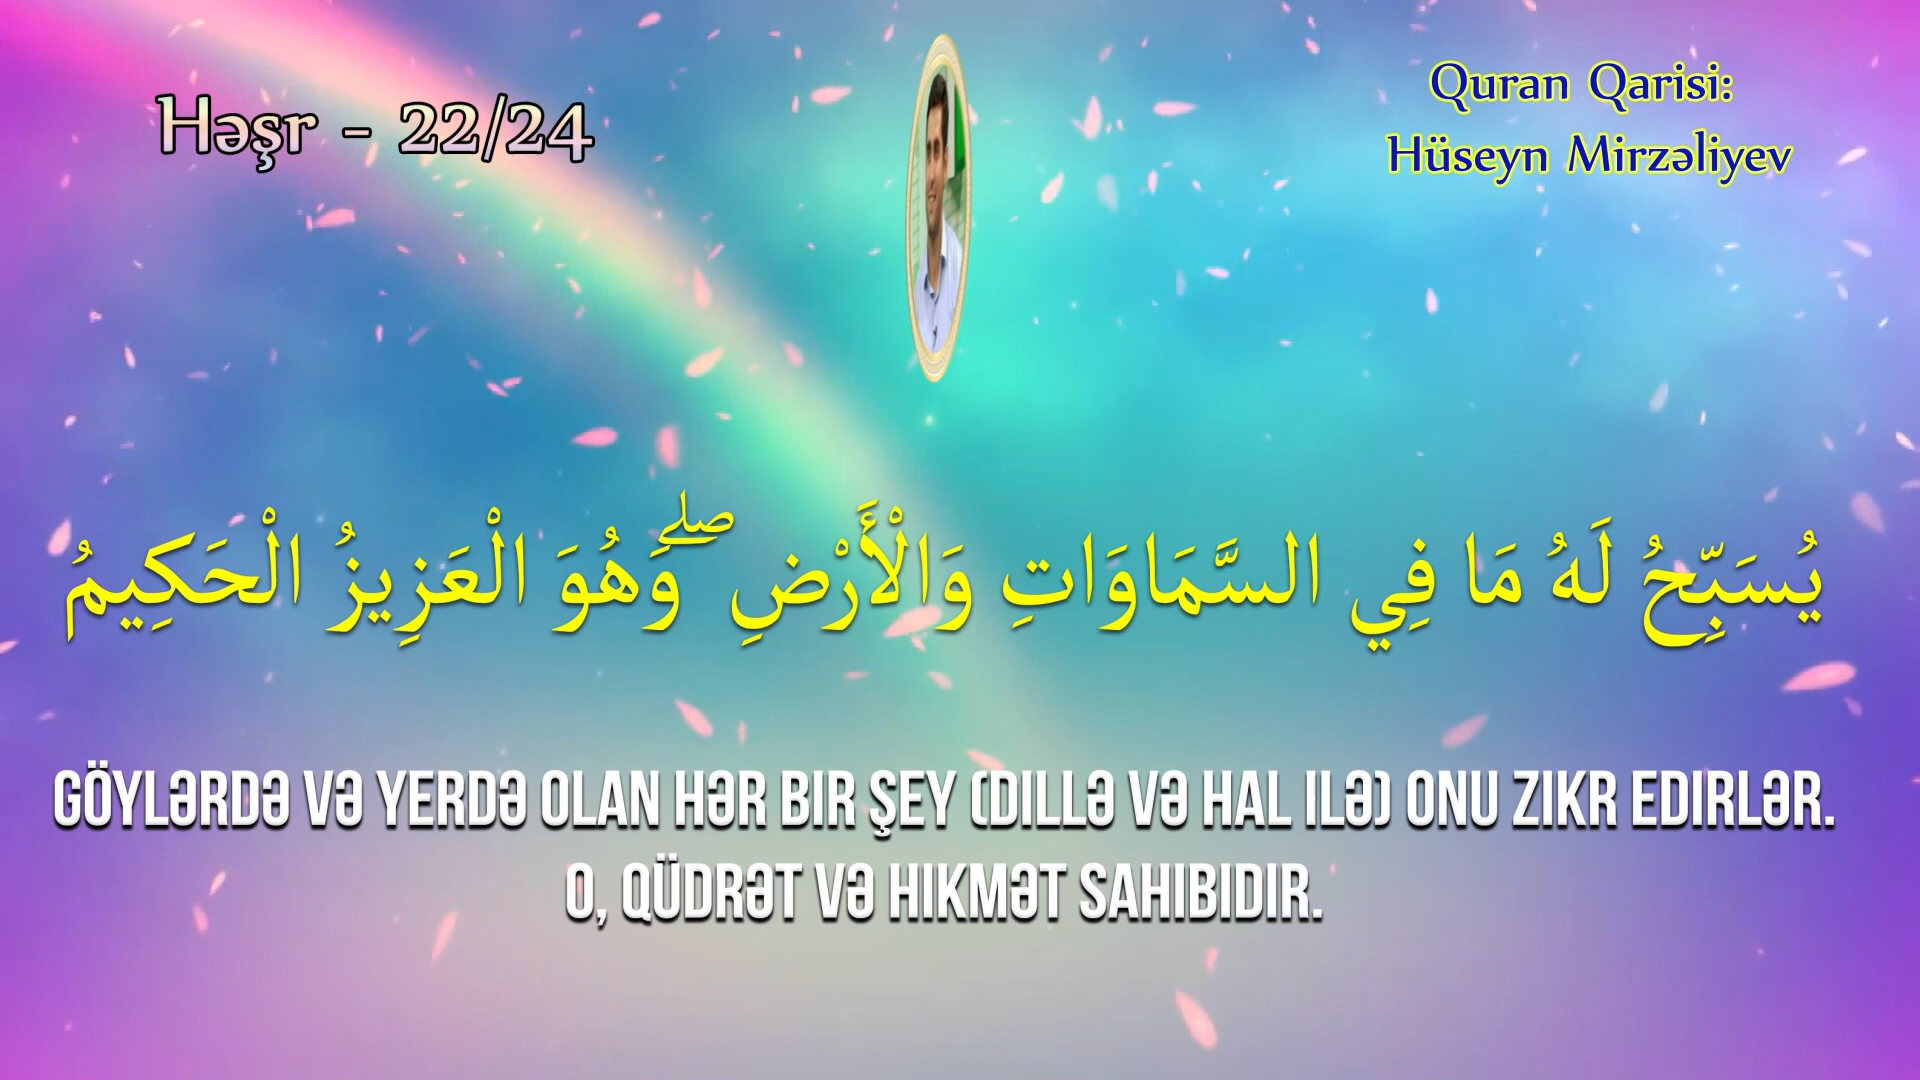 Həşr - 22/24
Quran Qarisi:
Hüseyn Mirzəliyev
يُسَبِّحُ لَهُ مَا فِي السَّمَاوَاتِ وَالْأَرْضِ ۖ وَهُوَ الْعَزِيزُ الْحَكِيمُ
GÖYLƏRDƏ VƏ YERDƏ OLAN HƏR BIR ŞEY (DILLƏ VƏ HAL ILƏ) ONU ZIKR EDIRLƏR.
O, QÜDRƏT VƏ HIKMƏT SAHIBIDIR.